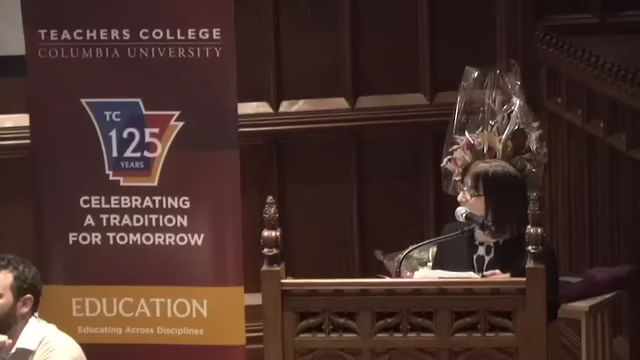 TEACHERS COLLEGE
COLUMBIA UNIVERSITY
TC
125
YEARS
CELEBRATING
A TRADITION
FOR TOMORROW
EDUCATION
Educating Across Disciplines